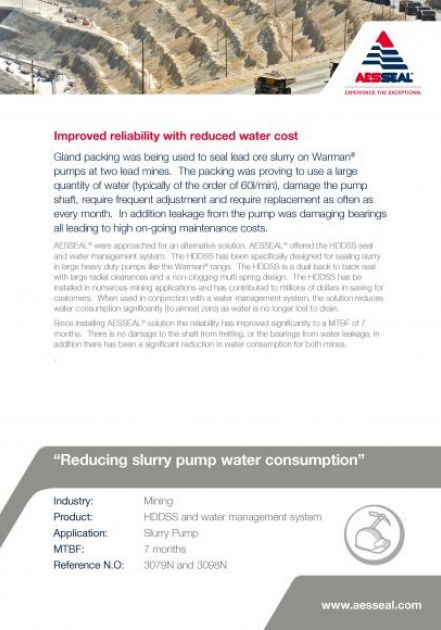 AESSEAL®
EXPERIENCE THE EXCEPTIONAL
Improved reliability with reduced water cost
Gland packing was being used to seal lead ore slurry on Warman®
pumps at two lead mines. The packing was proving to use a large
quantity of water (typically of the order of 60l/min), damage the pump
shaft, require frequent adjustment and require replacement as often as
every month. In addition leakage from the pump was damaging bearings
all leading to high on-going maintenance costs.
AESSEAL® were approached for an alternative solution. AESSEAL® offered the HDDSS seal
and water management system. The HDDSS has been specifically designed for sealing slurry
in large heavy duty pumps like the Warman® range. The HDDSS is a dual back to back seal
with large radial clearances and a non-clogging multi spring design. The HDDSS has be
installed in numerous mining applications and has contributed to millions of dollars in saving for
customers. When used in conjunction with a water management system, the solution reduces
water consumption significantly (to almost zero) as water is no longer lost to drain.
Since installing AESSEAL® solution the reliability has improved significantly to a MTBF of 7
months. There is no damage to the shaft from fretting, or the bearings from water leakage, in
addition there has been a significant reduction in water consumption for both mines.
.
“Reducing slurry pump water consumption”
Industry: Mining
Product: HDDSS and water management system
Application: Slurry Pump
MTBF: 7 months
Reference N.O: 3079N and 3098N
www.aesseal.com